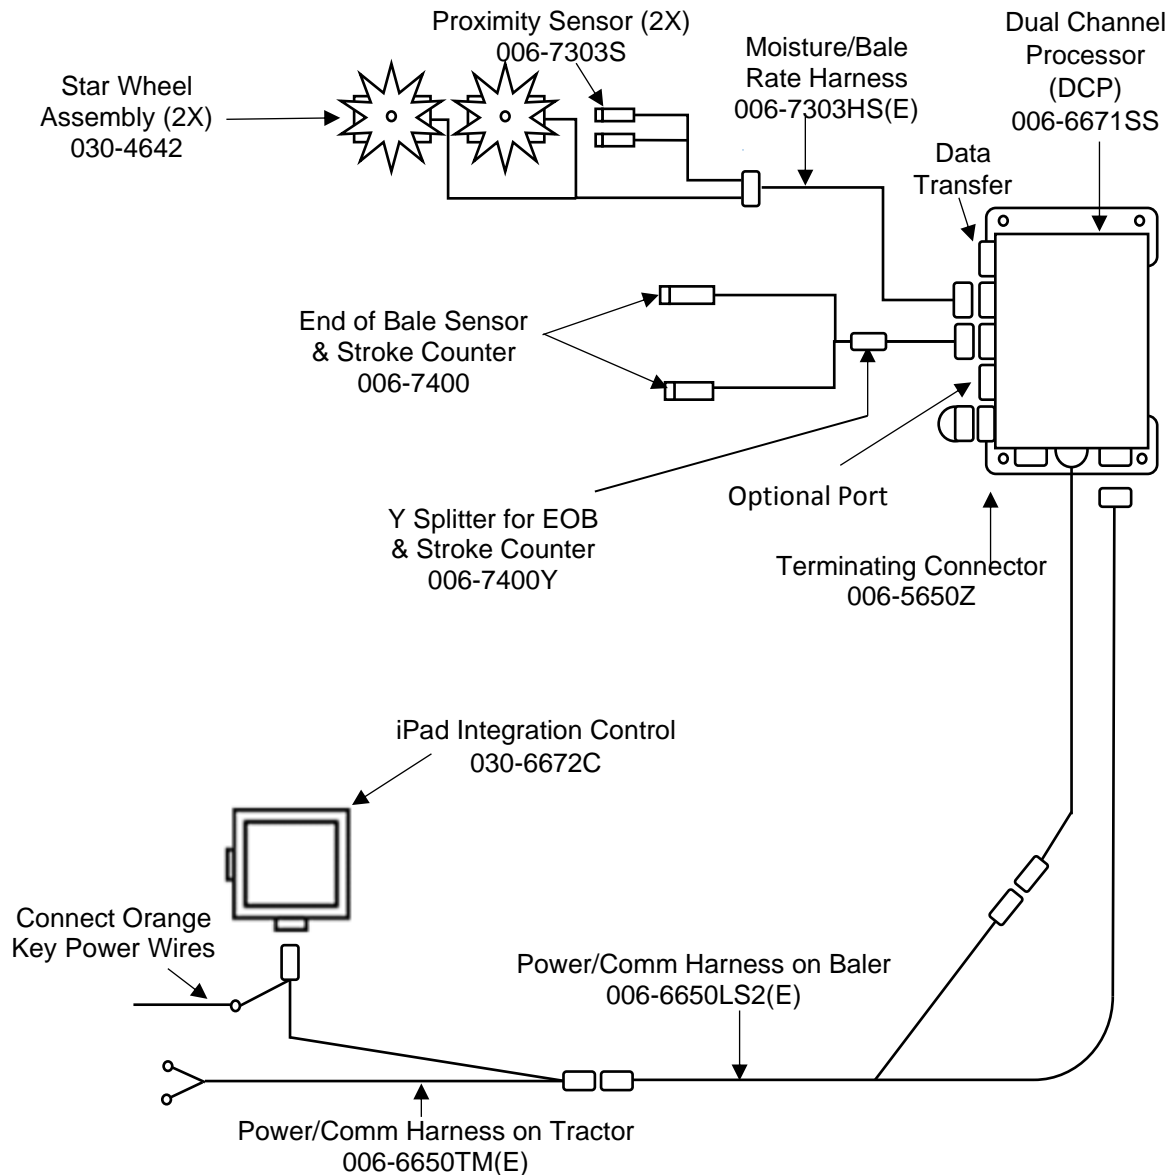 Proximity Sensor (2X)
006-7303S
Dual Channel
Processor
(DCP)
006-6671SS
Moisture/Bale
Rate Harness
006-7303HS(E)
Star Wheel
Assembly (2X)
030-4642
Data
Transfer
End of Bale Sensor
& Stroke Counter
006-7400
Optional Port
Y Splitter for EOB
& Stroke Counter
006-7400Y
Terminating Connector
006-5650Z
iPad Integration Control
030-6672C
Connect Orange
Key Power Wires
Power/Comm Harness on Baler
006-6650LS2(E)
Power/Comm Harness on Tractor
006-6650TM(E)